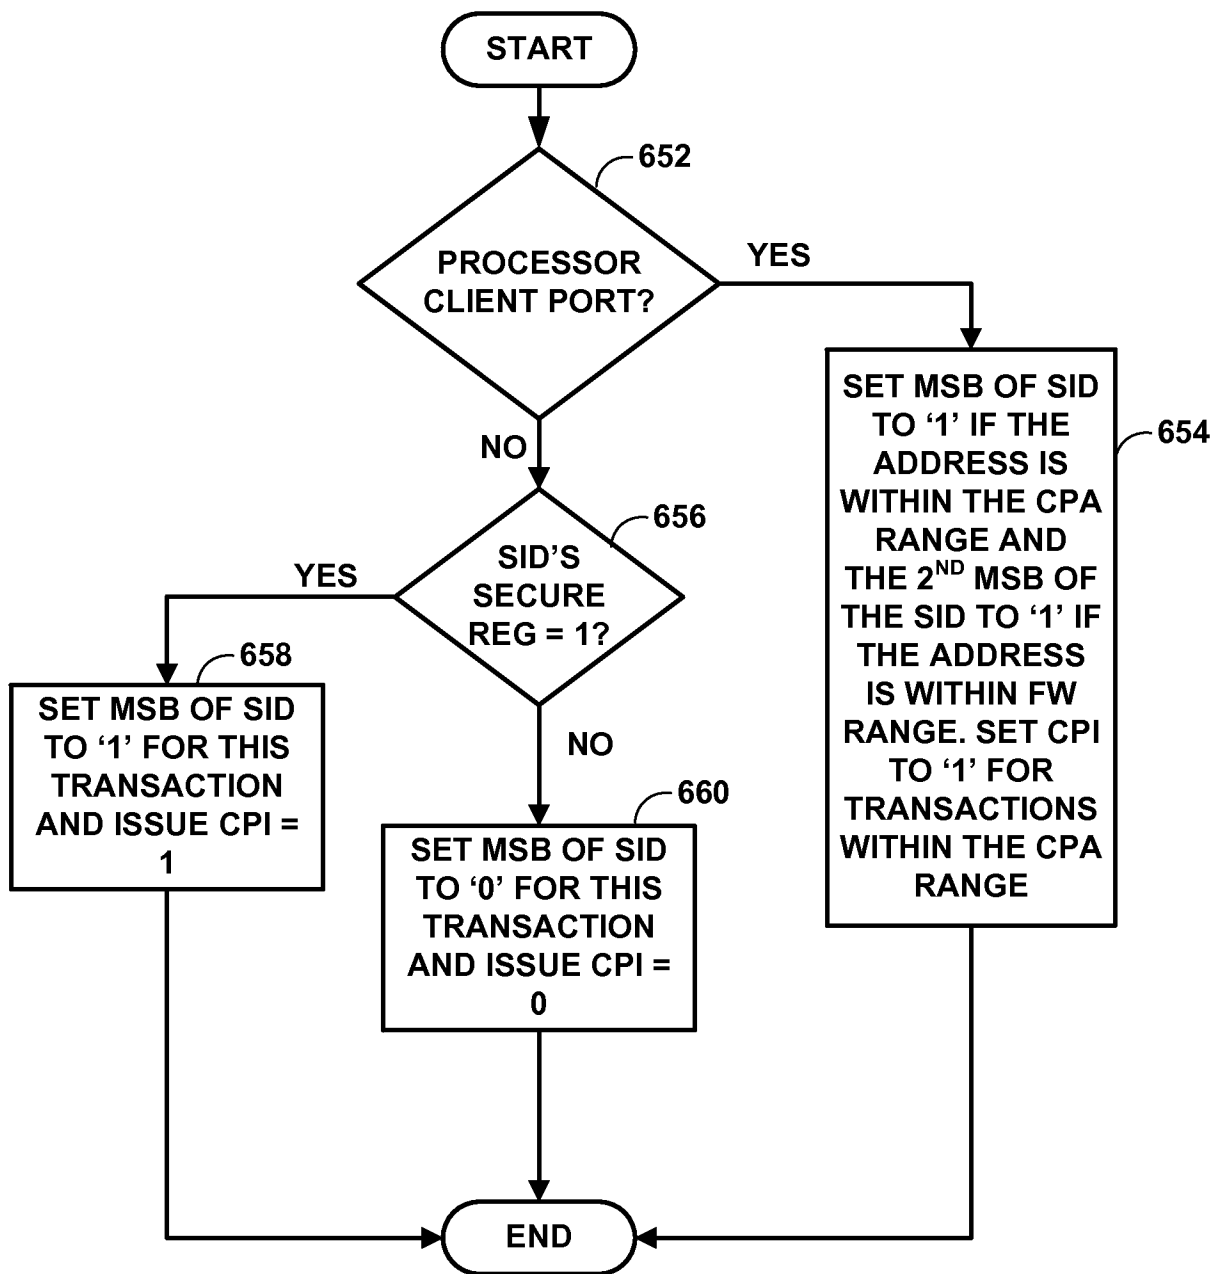 START
652
PROCESSOR
CLIENT PORT?
YES
SET MSB OF SID
TO ‘1’ IF THE
ADDRESS IS
WITHIN THE CPA
RANGE AND
THE 2ND MSB OF
THE SID TO ‘1’ IF
THE ADDRESS
IS WITHIN FW
RANGE. SET CPI
TO ‘1’ FOR
TRANSACTIONS
WITHIN THE CPA
RANGE
654
NO
656
SID’S
SECURE
REG = 1?
YES
658
SET MSB OF SID
TO ‘1’ FOR THIS
TRANSACTION
AND ISSUE CPI =
1
NO
660
SET MSB OF SID
TO ‘0’ FOR THIS
TRANSACTION
AND ISSUE CPI =
0
END